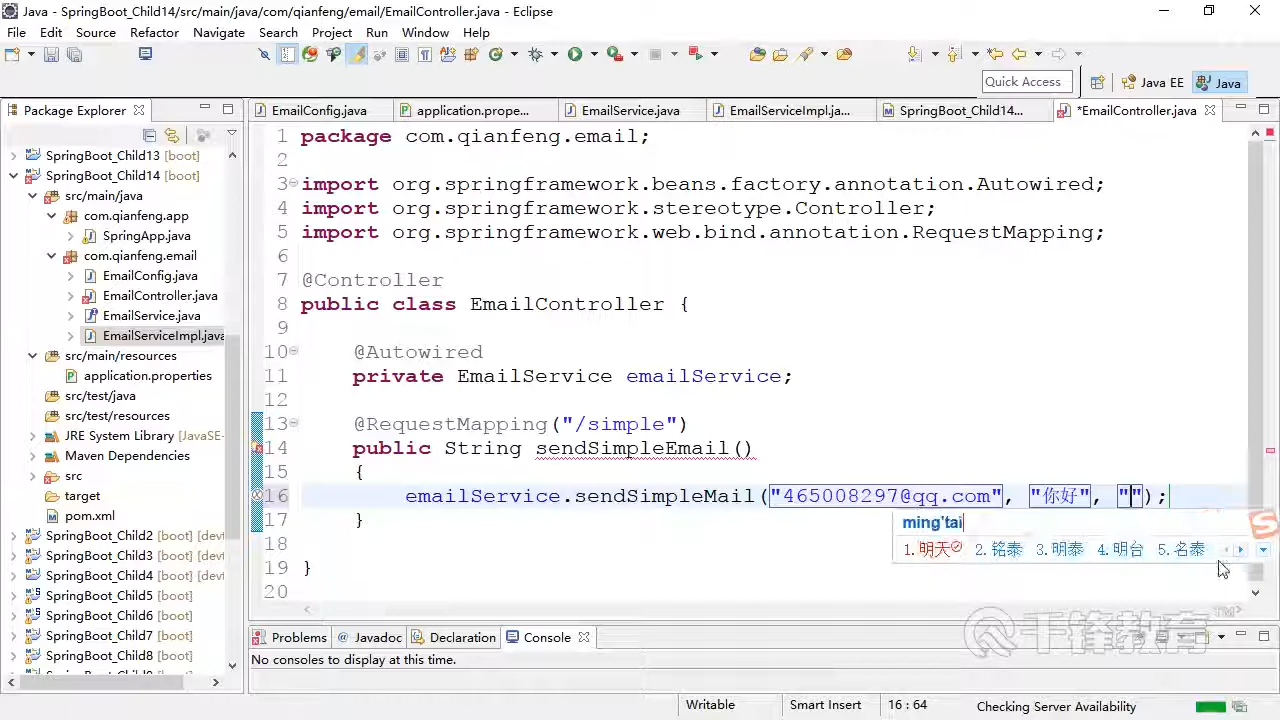 Java - SpringBoot_Child14/src/main/java/com/qianfeng/email/EmailController.java - Eclipse
File Edit Source Refactor Navigate Search Project Run Window Help
Quick Access
Java EE
Java
Package Explorer
EmailConfig.java
application.prope...
EmailService.java
EmailServiceImpl.ja...
SpringBoot_Child14...
*EmailController.java
SpringBoot_Child13 [boot]
SpringBoot_Child14 [boot]
src/main/java
com.qianfeng.app
SpringApp.java
com.qianfeng.email
EmailConfig.java
EmailController.java
EmailService.java
EmailServiceImpl.java
src/main/resources
application.properties
src/test/java
src/test/resources
JRE System Library [JavaSE-
Maven Dependencies
src
target
pom.xml
SpringBoot_Child2 [devt
SpringBoot_Child3 [devt
SpringBoot_Child4 [devt
SpringBoot_Child5 [boot]
SpringBoot_Child6 [boot]
SpringBoot_Child7 [boot]
SpringBoot_Child8 [boot]
1 package com.qianfeng.email;
2
3 import org.springframework.beans.factory.annotation.Autowired;
4 import org.springframework.stereotype.Controller;
5 import org.springframework.web.bind.annotation.RequestMapping;
6
7 @Controller
8 public class EmailController {
9
10 @Autowired
11 private EmailService emailService;
12
13 @RequestMapping("/simple")
14 public String sendSimpleEmail()
15 {
16 emailService.sendSimpleMail("465008297@qq.com", "你好", "");
17 }
18
19 }
20
ming'tai
1.明天 2.铭泰 3.明泰 4.明台 5.名泰
千锋教育 TM
Problems
Javadoc
Declaration
Console
No consoles to display at this time.
Writable
Smart Insert
16 : 64
Checking Server Availability